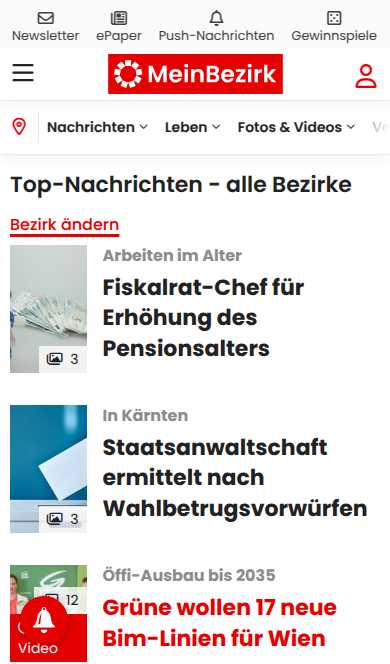 Newsletter ePaper Push-Nachrichten Gewinnspiele
MeinBezirk
Nachrichten Leben Fotos & Videos
Top-Nachrichten - alle Bezirke
Bezirk ändern
Arbeiten im Alter
Fiskalrat-Chef für
Erhöhung des
Pensionsalters
3
In Kärnten
Staatsanwaltschaft
ermittelt nach
Wahlbetrugsvorwürfen
3
Öffi-Ausbau bis 2035
Grüne wollen 17 neue
Bim-Linien für Wien
12
Video